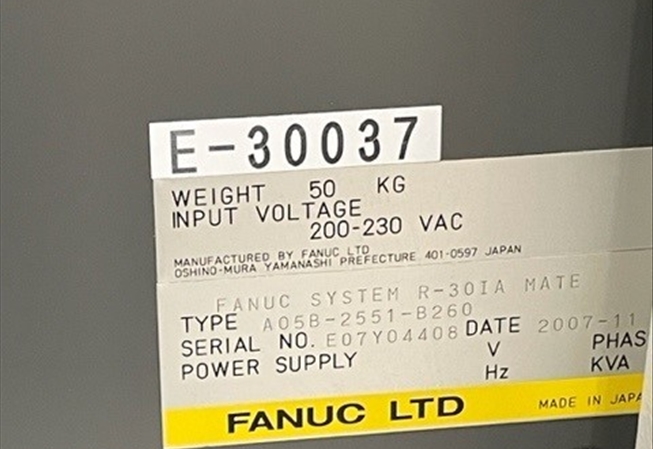 E-30037
WEIGHT 50 KG
INPUT VOLTAGE
200-230 VAC
MANUFACTURED BY FANUC LTD
OSHINO-MURA YAMANASHI PREFECTURE 401-0597 JAPAN
FANUC SYSTEM R-30IA MATE
TYPE A05B-2551-B260
SERIAL NO. E07Y04408 DATE 2007-11
POWER SUPPLY V PHAS
Hz KVA
FANUC LTD MADE IN JAPA